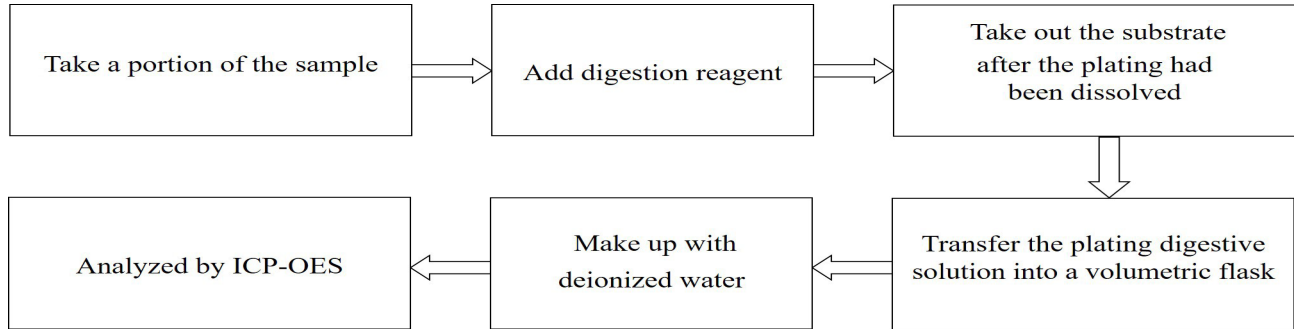 Take a portion of the sample
Add digestion reagent
Take out the substrate
after the plating had
been dissolved
Transfer the plating digestive
solution into a volumetric flask
Make up with
deionized water
Analyzed by ICP-OES